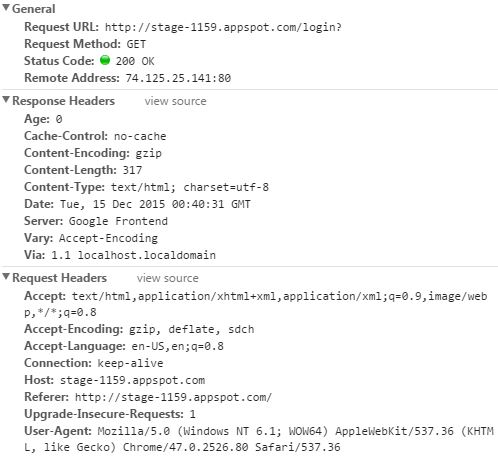 General
Request URL: http://stage-1159.appspot.com/login?
Request Method: GET
Status Code: 200 OK
Remote Address: 74.125.25.141:80
Response Headers view source
Age: 0
Cache-Control: no-cache
Content-Encoding: gzip
Content-Length: 317
Content-Type: text/html; charset=utf-8
Date: Tue, 15 Dec 2015 00:40:31 GMT
Server: Google Frontend
Vary: Accept-Encoding
Via: 1.1 localhost.localdomain
Request Headers view source
Accept: text/html,application/xhtml+xml,application/xml;q=0.9,image/web
p,*/*;q=0.8
Accept-Encoding: gzip, deflate, sdch
Accept-Language: en-US,en;q=0.8
Connection: keep-alive
Host: stage-1159.appspot.com
Referer: http://stage-1159.appspot.com/
Upgrade-Insecure-Requests: 1
User-Agent: Mozilla/5.0 (Windows NT 6.1; WOW64) AppleWebKit/537.36 (KHTM
L, like Gecko) Chrome/47.0.2526.80 Safari/537.36